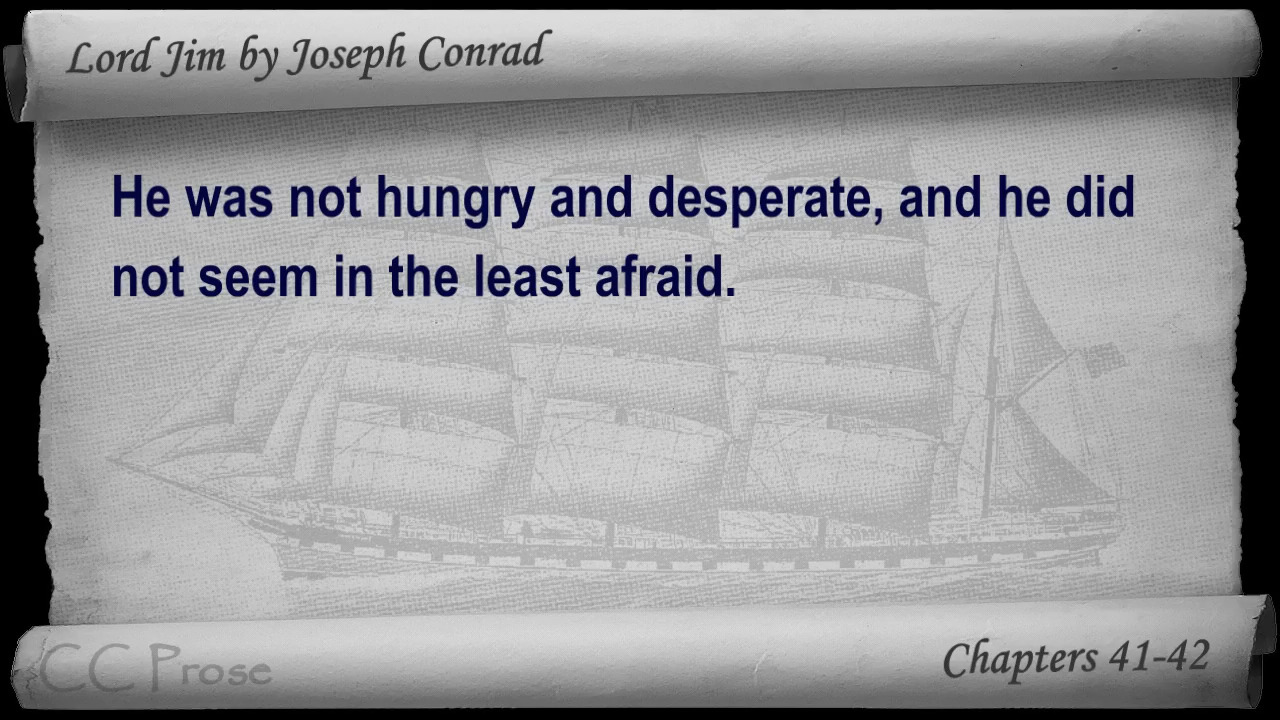 Lord Jim by Joseph Conrad
He was not hungry and desperate, and he did
not seem in the least afraid.
CC Prose
Chapters 41-42